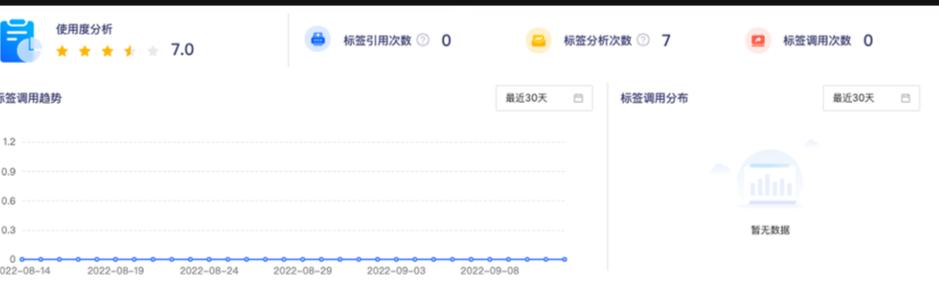 使用度分析
7.0
标签引用次数 ? 0
标签分析次数 ? 7
标签调用次数 0
标签调用趋势
最近30天
1.2
0.9
0.6
0.3
0
022-08-14 2022-08-19 2022-08-24 2022-08-29 2022-09-03 2022-09-08
标签调用分布
最近30天
暂无数据